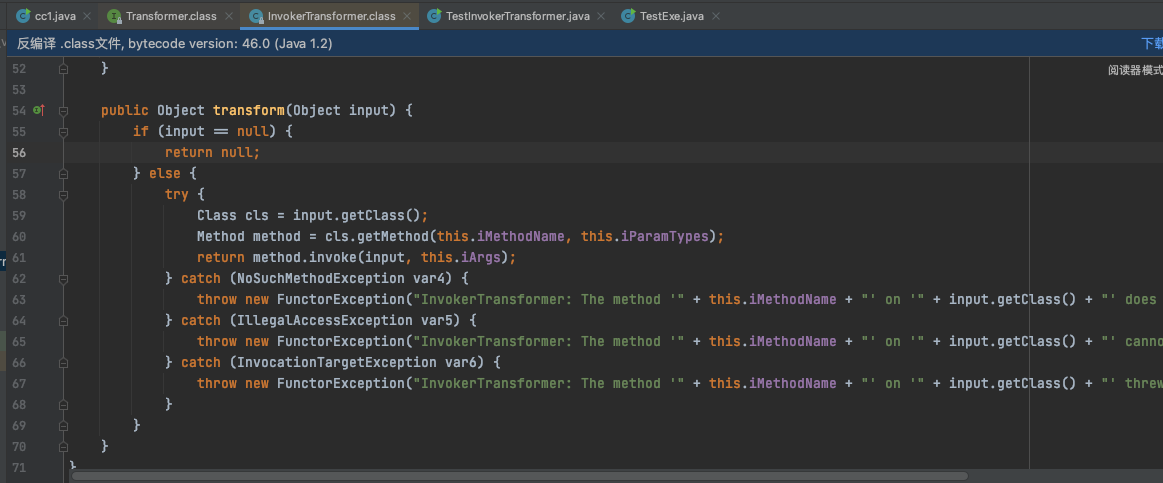 cc1.java Transformer.class InvokerTransformer.class TestInvokerTransformer.java TestExe.java
反编译 .class文件, bytecode version: 46.0 (Java 1.2) 下载
阅读器模式
52 }
53
54 public Object transform(Object input) {
55 if (input == null) {
56 return null;
57 } else {
58 try {
59 Class cls = input.getClass();
60 Method method = cls.getMethod(this.iMethodName, this.iParamTypes);
61 return method.invoke(input, this.iArgs);
62 } catch (NoSuchMethodException var4) {
63 throw new FunctorException("InvokerTransformer: The method '" + this.iMethodName + "' on '" + input.getClass() + "' does
64 } catch (IllegalAccessException var5) {
65 throw new FunctorException("InvokerTransformer: The method '" + this.iMethodName + "' on '" + input.getClass() + "' canno
66 } catch (InvocationTargetException var6) {
67 throw new FunctorException("InvokerTransformer: The method '" + this.iMethodName + "' on '" + input.getClass() + "' threw
68 }
69 }
70 }
71 }